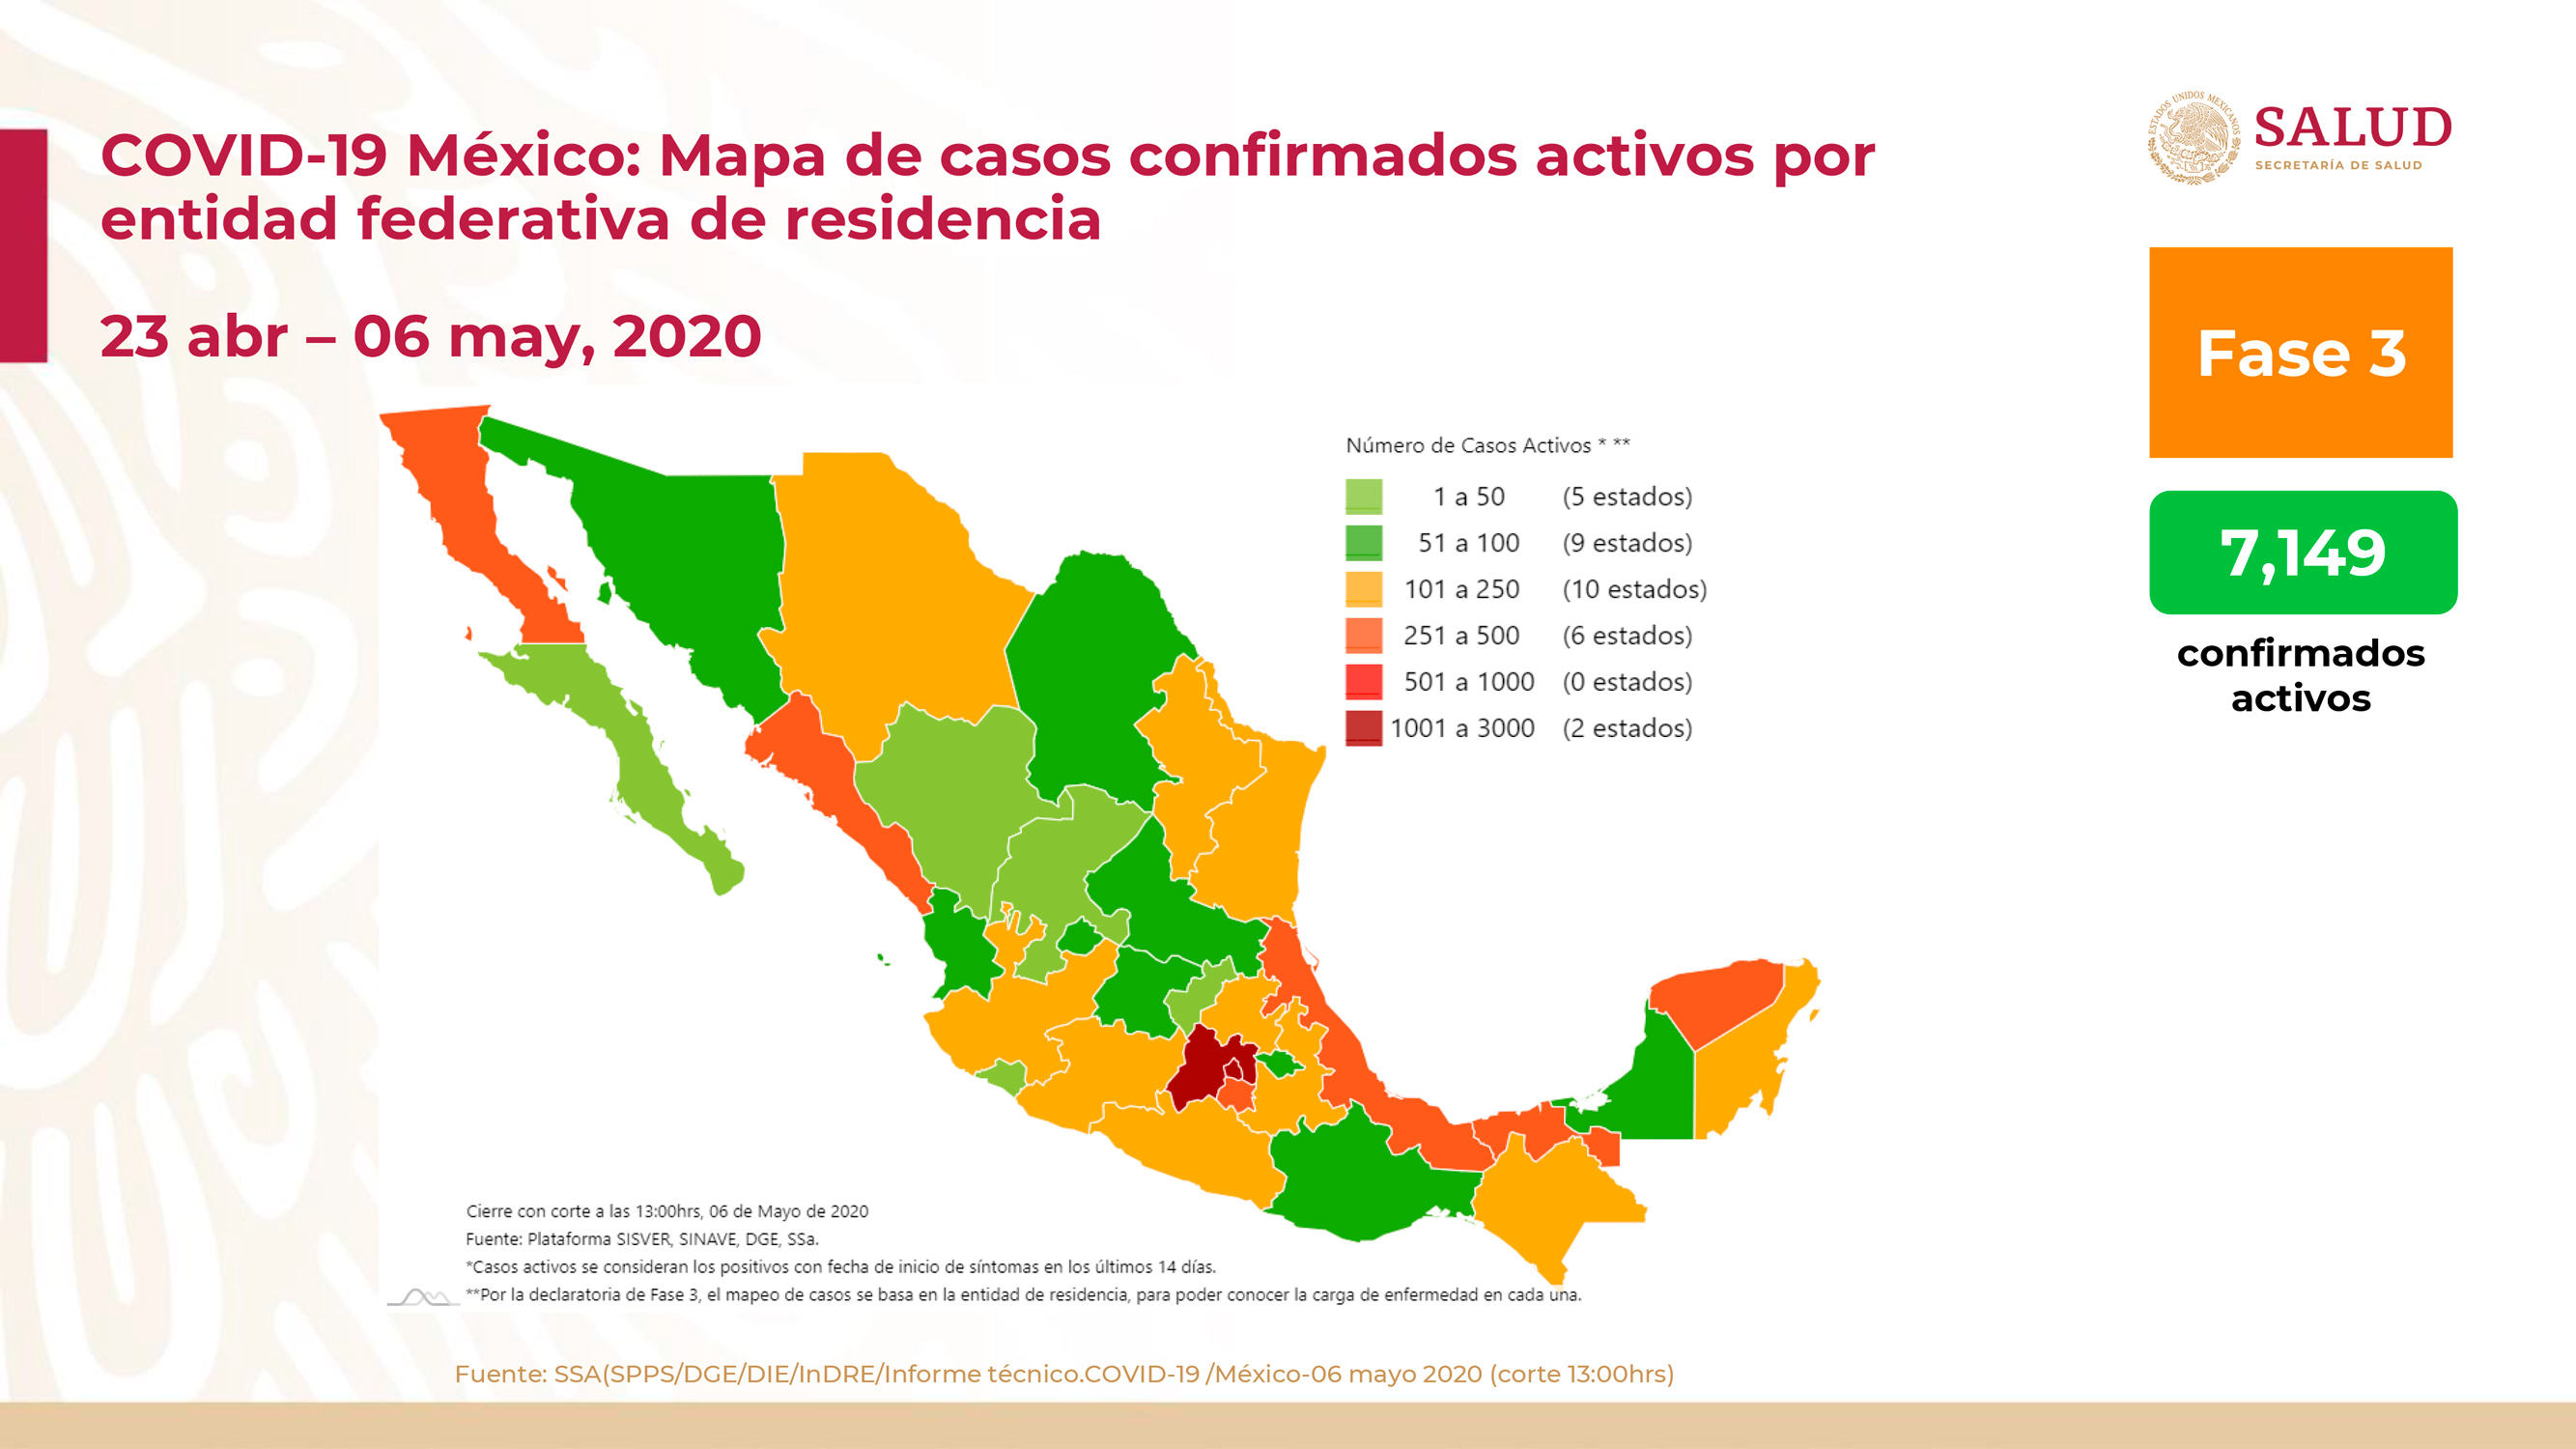 COVID-19 México: Mapa de casos confirmados activos por
entidad federativa de residencia
23 abr – 06 may, 2020
ESTADOS UNIDOS MEXICANOS
SALUD
SECRETARÍA DE SALUD
Fase 3
7,149
confirmados
activos
Número de Casos Activos * **
1 a 50 (5 estados)
51 a 100 (9 estados)
101 a 250 (10 estados)
251 a 500 (6 estados)
501 a 1000 (0 estados)
1001 a 3000 (2 estados)
Cierre con corte a las 13:00hrs, 06 de Mayo de 2020
Fuente: Plataforma SISVER, SINAVE, DGE, SSa.
*Casos activos se consideran los positivos con fecha de inicio de síntomas en los últimos 14 días.
**Por la declaratoria de Fase 3, el mapeo de casos se basa en la entidad de residencia, para poder conocer la carga de enfermedad en cada una.
Fuente: SSA(SPPS/DGE/DIE/InDRE/Informe técnico.COVID-19 /México-06 mayo 2020 (corte 13:00hrs)